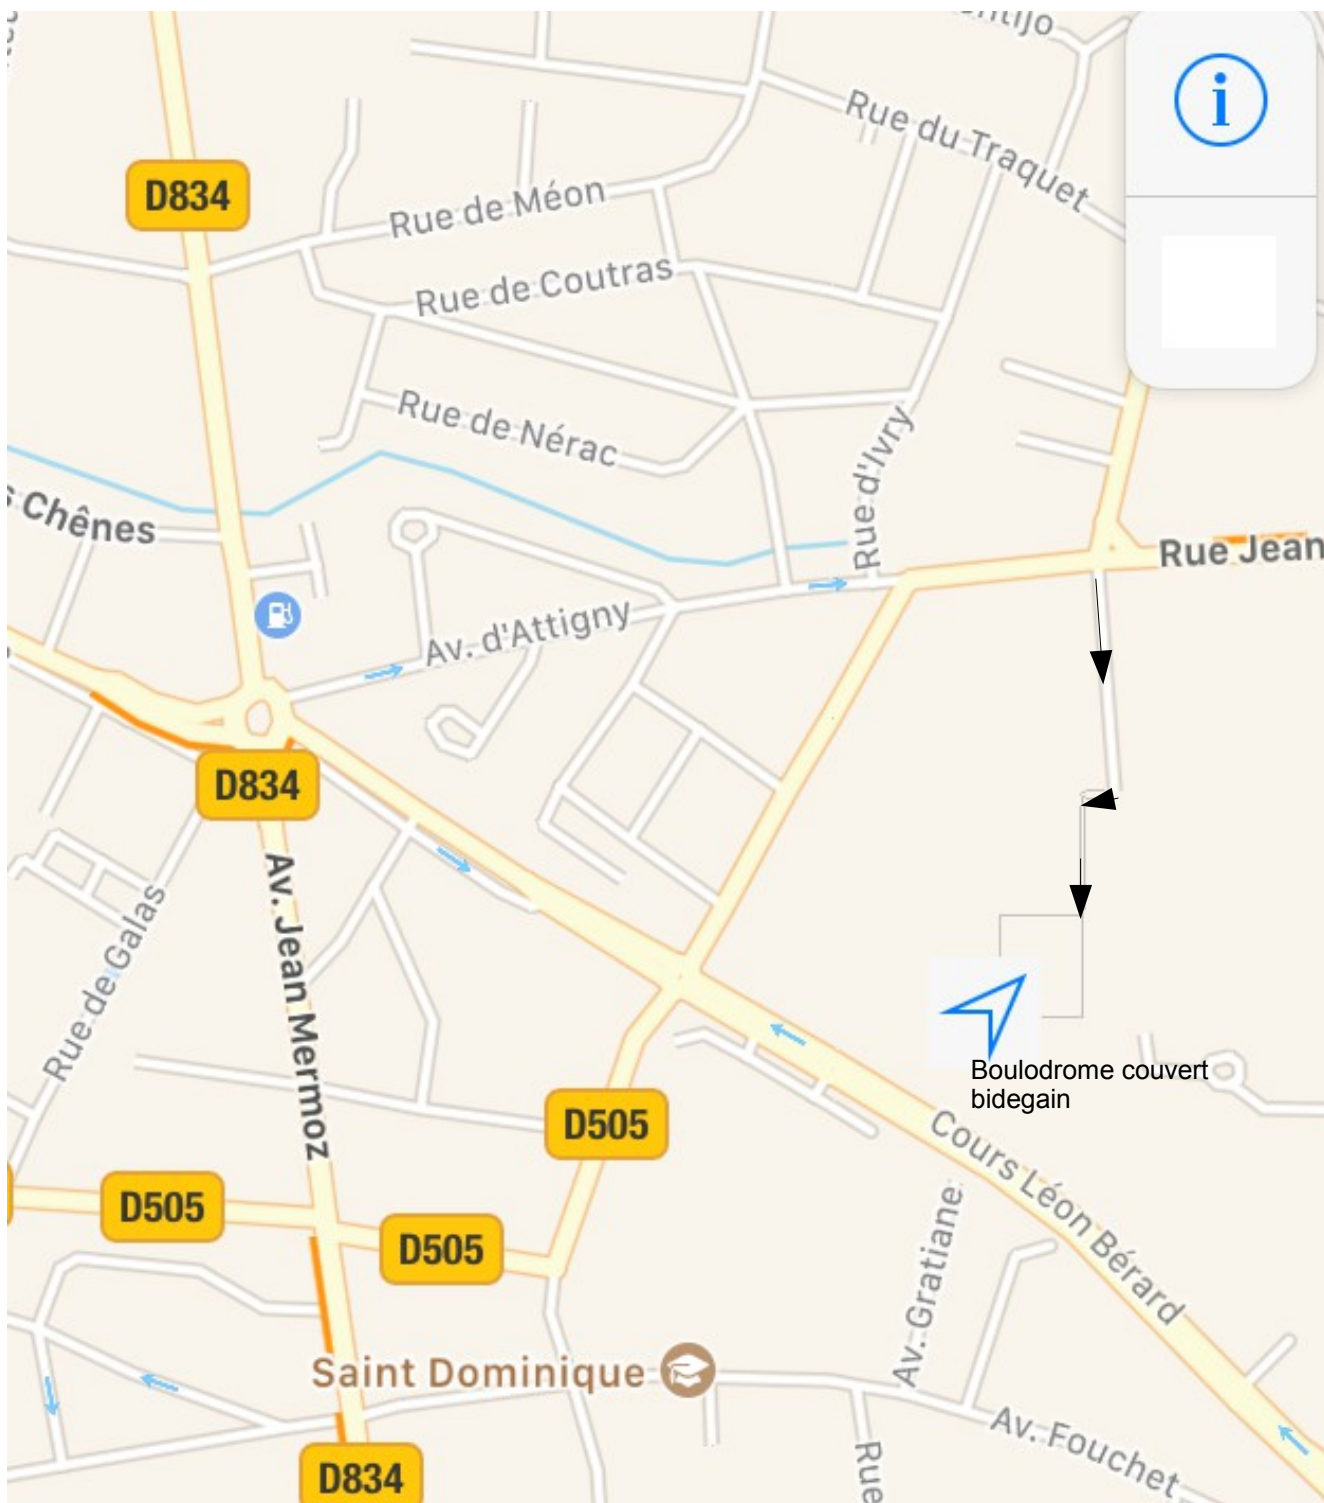 ntijo
i
Rue du Traquet
D834
Rue de Méon
Rue de Coutras
Rue de Nérac
Rue d'Ivry
s Chênes
Rue Jean
Av. d'Attigny
D834
Av. Jean Mermoz
Rue de Galas
Boulodrome couvert
bidegain
D505
Cours Léon Bérard
D505
D505
Av. Gratiane
Saint Dominique
Av. Fouchet
Rue
D834